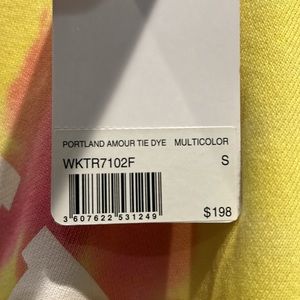 PORTLAND AMOUR TIE DYE MULTICOLOR
WKTR7102F S
3 607622 531249
$198